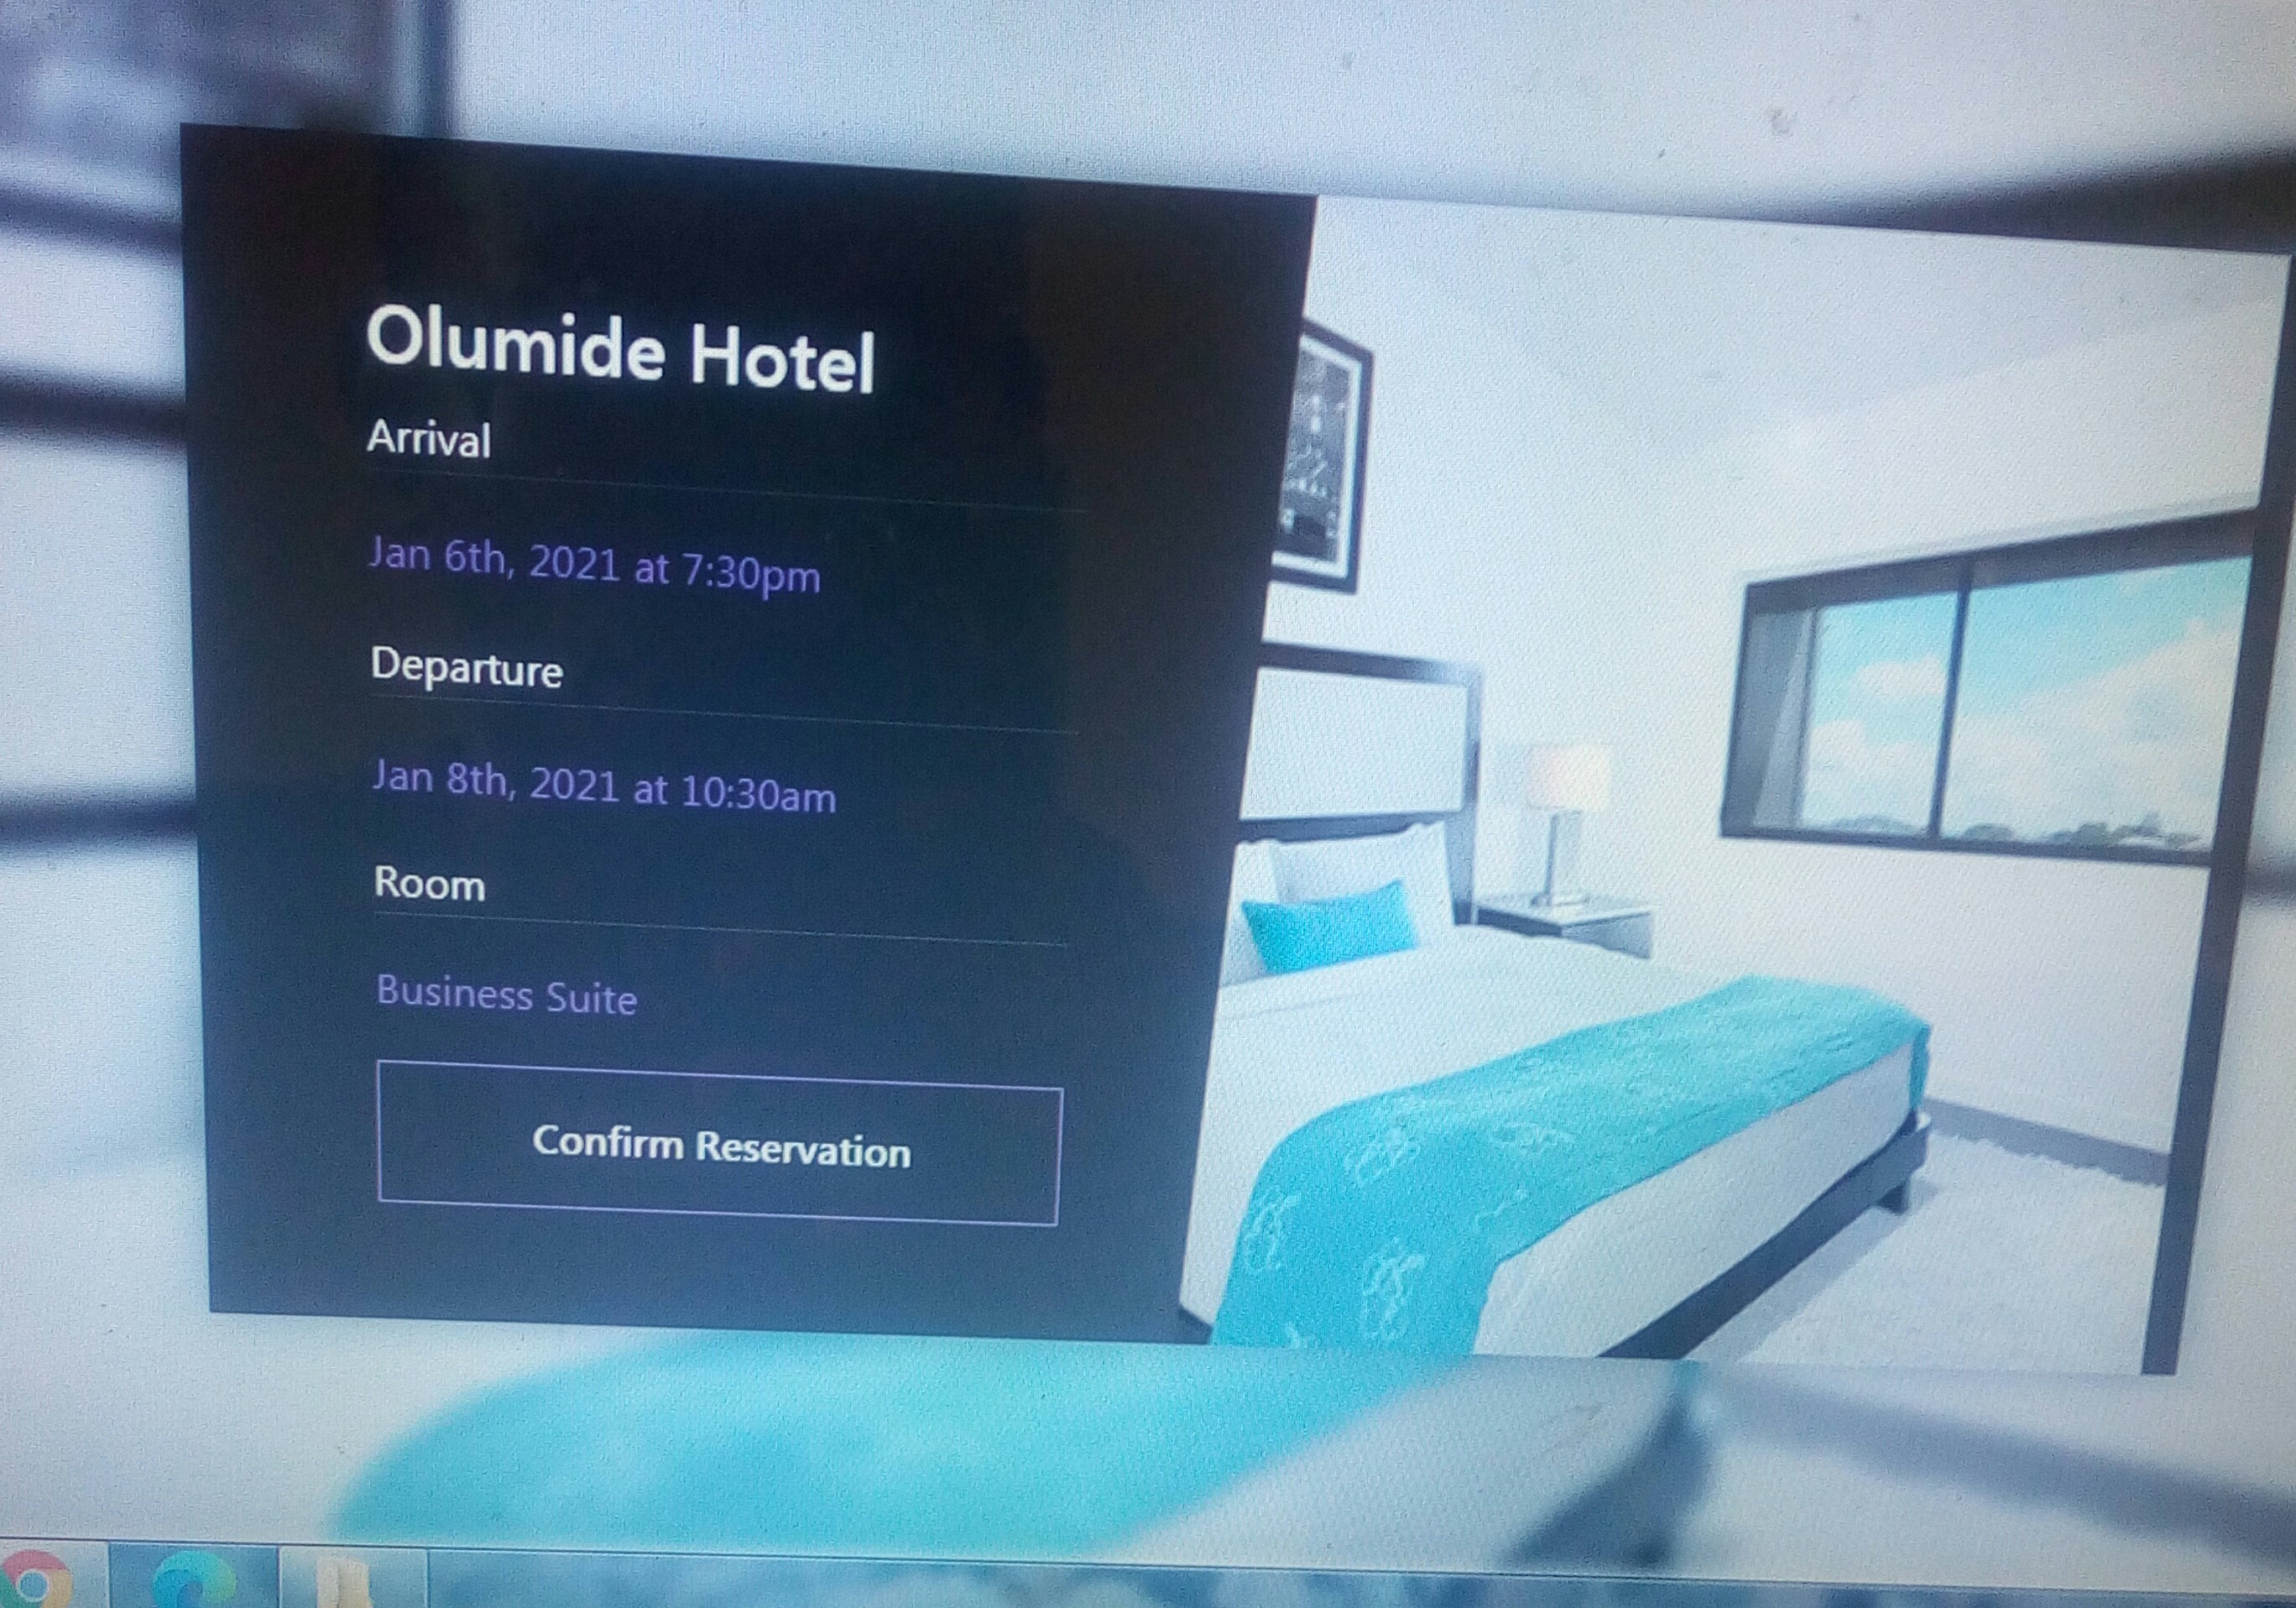 Olumide Hotel
Arrival
Jan 6th, 2021 at 7:30pm
Departure
Jan 8th, 2021 at 10:30am
Room
Business Suite
Confirm Reservation